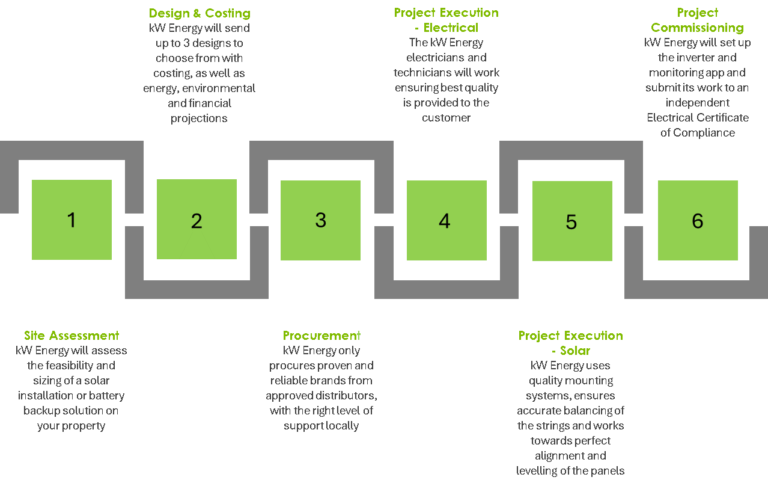 Design & Costing
kW Energy will send
up to 3 designs to
choose from with
costing, as well as
energy, environmental
and financial
projections
Project Execution
- Electrical
The kW Energy
electricians and
technicians will work
ensuring best quality
is provided to the
customer
Project
Commissioning
kW Energy will set up
the inverter and
monitoring app and
submit its work to an
independent
Electrical Certificate
of Compliance
1
2
3
4
5
6
Site Assessment
kW Energy will assess
the feasibility and
sizing of a solar
installation or battery
backup solution on
your property
Procurement
kW Energy only
procures proven and
reliable brands from
approved distributors,
with the right level of
support locally
Project Execution
- Solar
kW Energy uses
quality mounting
systems, ensures
accurate balancing of
the strings and works
towards perfect
alignment and
levelling of the panels